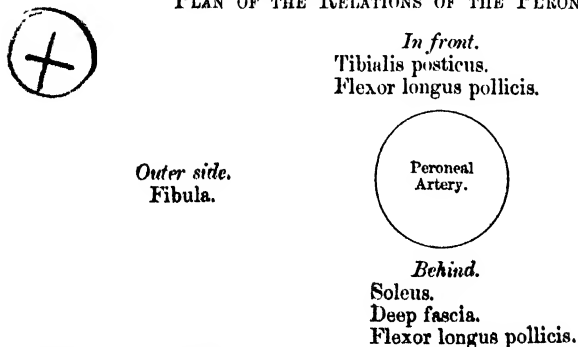 PLAN OF THE RELATIONS OF THE
In front.
Tibialis posticus.
Flexor longus pollicis.
Outer side.
Fibula.
Peroneal
Artery.
Behind.
Soleus.
Deep fascia.
Flexor longus pollicis.